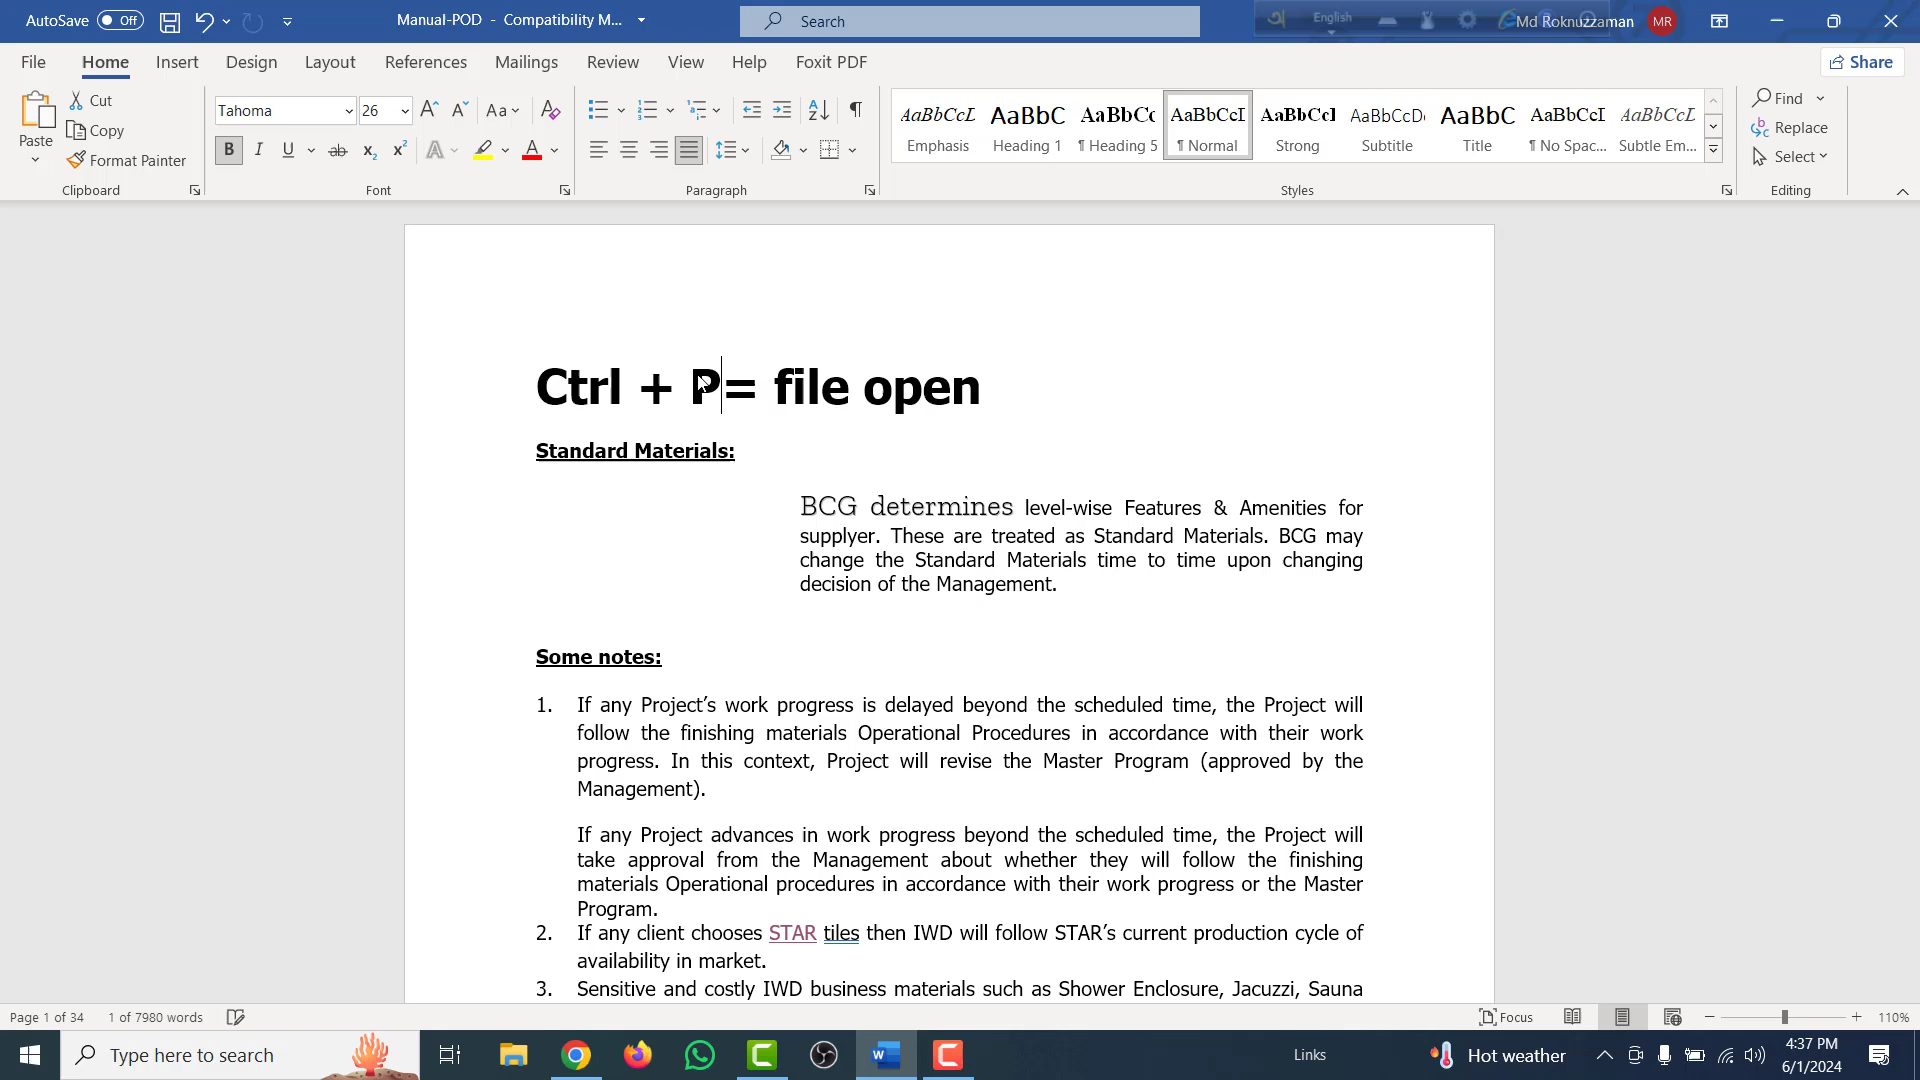 AutoSave Off Manual-POD - Compatibility M... Search English Md Roknuzzaman MR
File Home Insert Design Layout References Mailings Review View Help Foxit PDF Share
Paste Cut Copy Format Painter
Clipboard
Tahoma 26 Aa
B I U ab x₂ x² A A
Font
Paragraph
AaBbCcL AaBbC AaBbCc AaBbCcI AaBbCcI AaBbCcD AaBbC AaBbCcI AaBbCcL
Emphasis Heading 1 ¶ Heading 5 ¶ Normal Strong Subtitle Title ¶ No Spac... Subtle Em...
Styles
Find
Replace
Select
Editing
Ctrl + P= file open
Standard Materials:
BCG determines level-wise Features & Amenities for
supplyer. These are treated as Standard Materials. BCG may
change the Standard Materials time to time upon changing
decision of the Management.
Some notes:
1. If any Project’s work progress is delayed beyond the scheduled time, the Project will
follow the finishing materials Operational Procedures in accordance with their work
progress. In this context, Project will revise the Master Program (approved by the
Management).
If any Project advances in work progress beyond the scheduled time, the Project will
take approval from the Management about whether they will follow the finishing
materials Operational procedures in accordance with their work progress or the Master
Program.
2. If any client chooses STAR tiles then IWD will follow STAR’s current production cycle of
availability in market.
3. Sensitive and costly IWD business materials such as Shower Enclosure, Jacuzzi, Sauna
Page 1 of 34 1 of 7980 words Focus 110%
Type here to search Links Hot weather 4:37 PM
6/1/2024